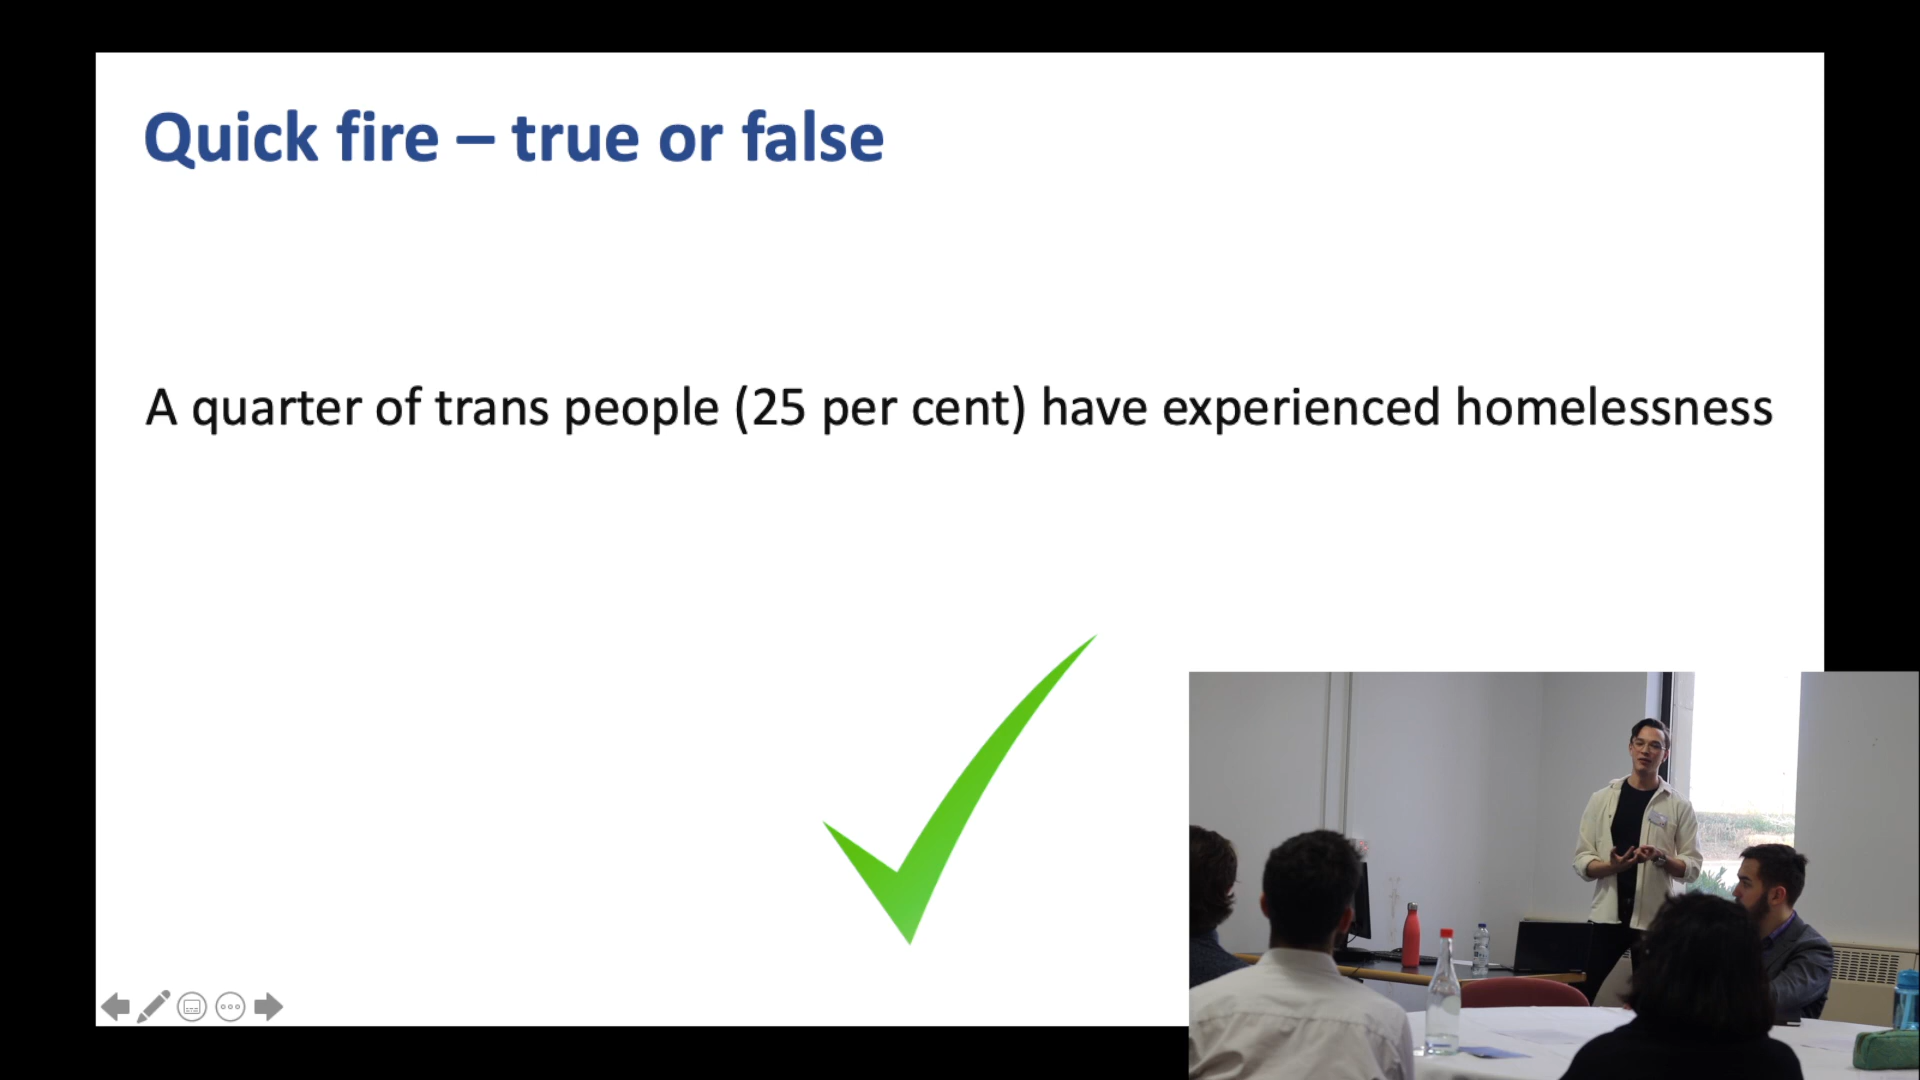 Quick fire – true or false
A quarter of trans people (25 per cent) have experienced homelessness